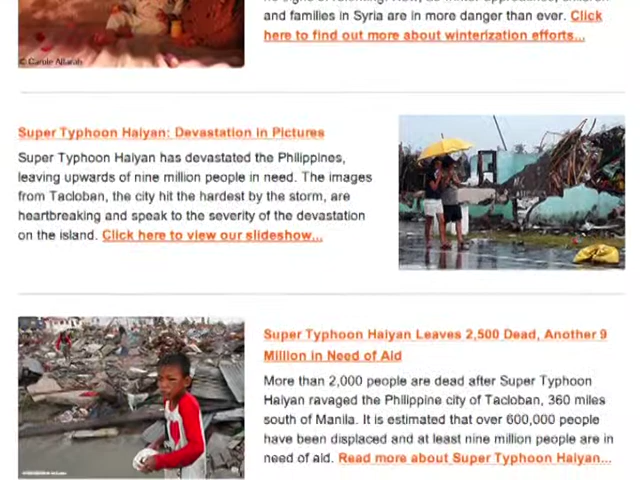 and families in Syria are in more danger than ever. Click
here to find out more about winterization efforts...
© Carole Allarah
Super Typhoon Haiyan: Devastation in Pictures
Super Typhoon Haiyan has devastated the Philippines,
leaving upwards of nine million people in need. The images
from Tacloban, the city hit the hardest by the storm, are
heartbreaking and speak to the severity of the devastation
on the island. Click here to view our slideshow...
Super Typhoon Haiyan Leaves 2,500 Dead, Another 9
Million in Need of Aid
More than 2,000 people are dead after Super Typhoon
Haiyan ravaged the Philippine city of Tacloban, 360 miles
south of Manila. It is estimated that over 600,000 people
have been displaced and at least nine million people are in
need of aid. Read more about Super Typhoon Haiyan...